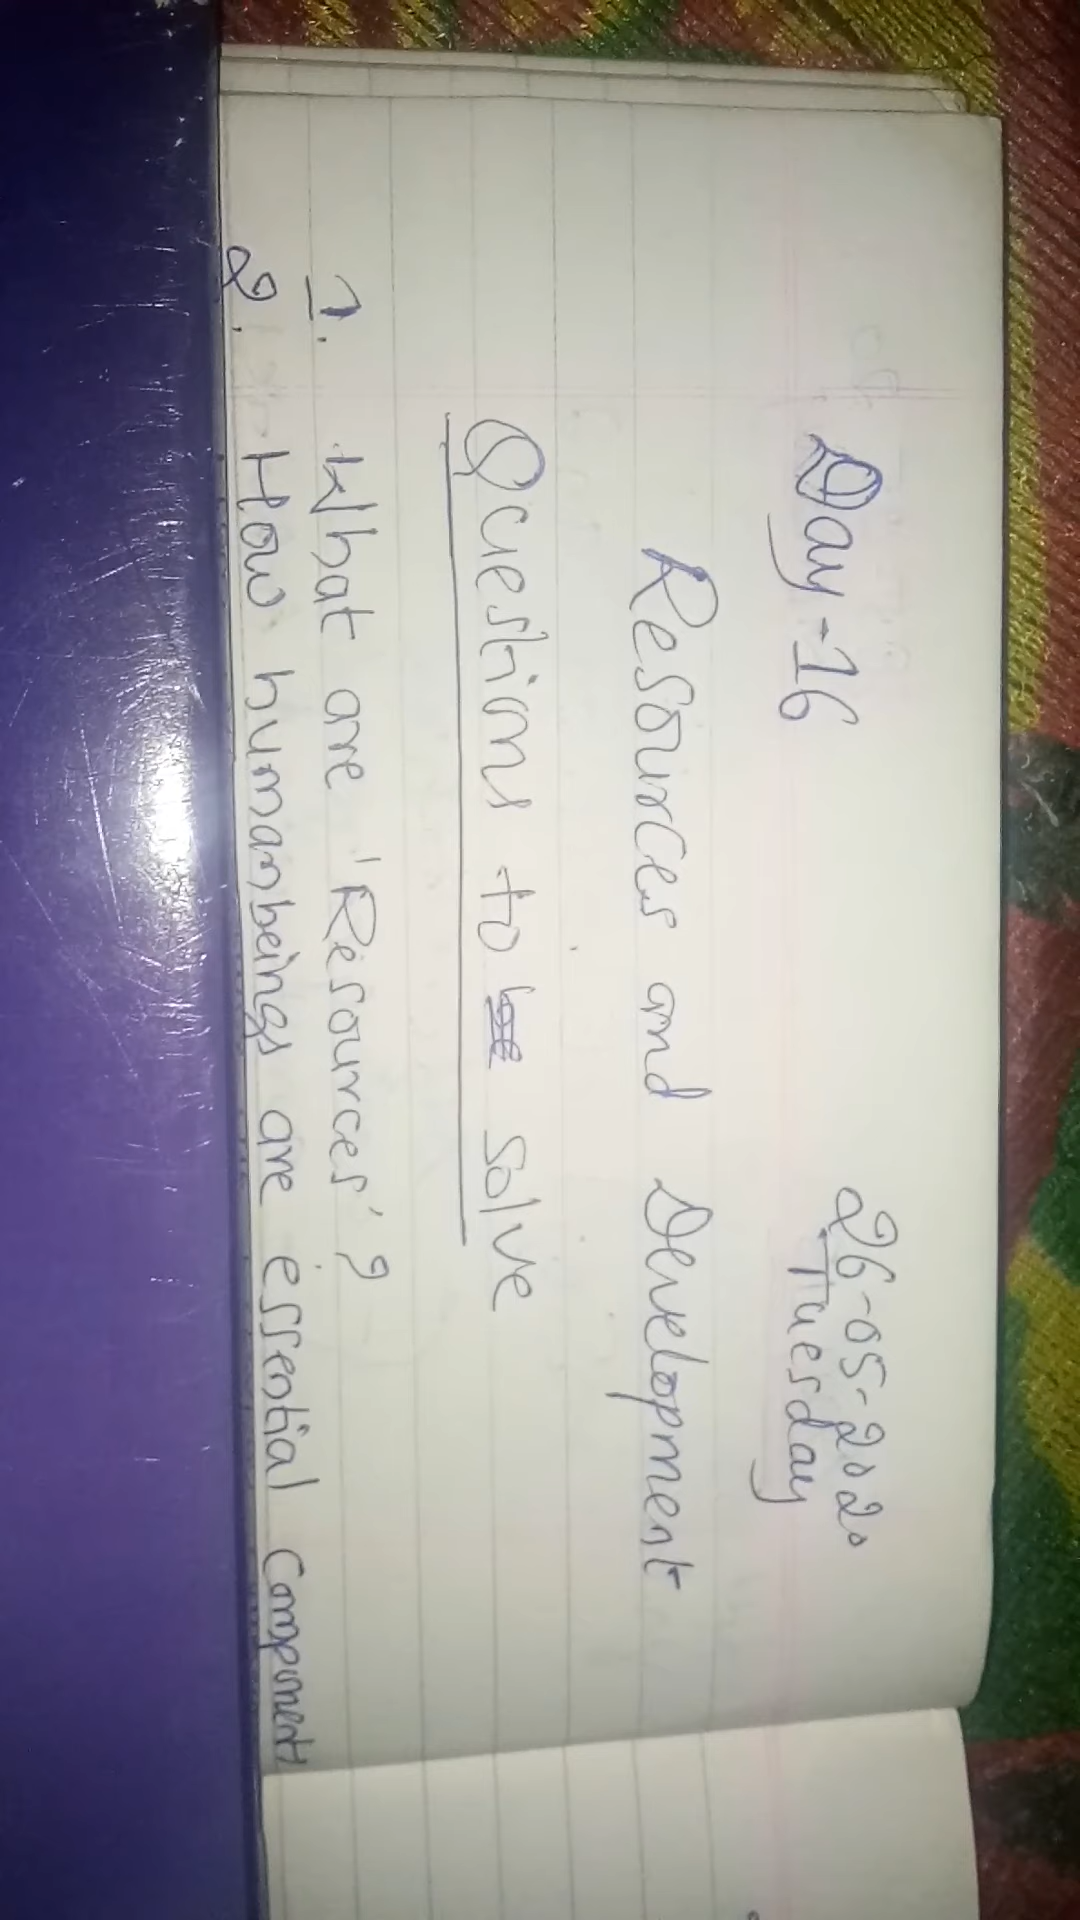 26-05-2020
Day-16
Tuesday
Resources and Development
Questions to solve
1. What are 'Resources'?
2. How humanbeings are essential components